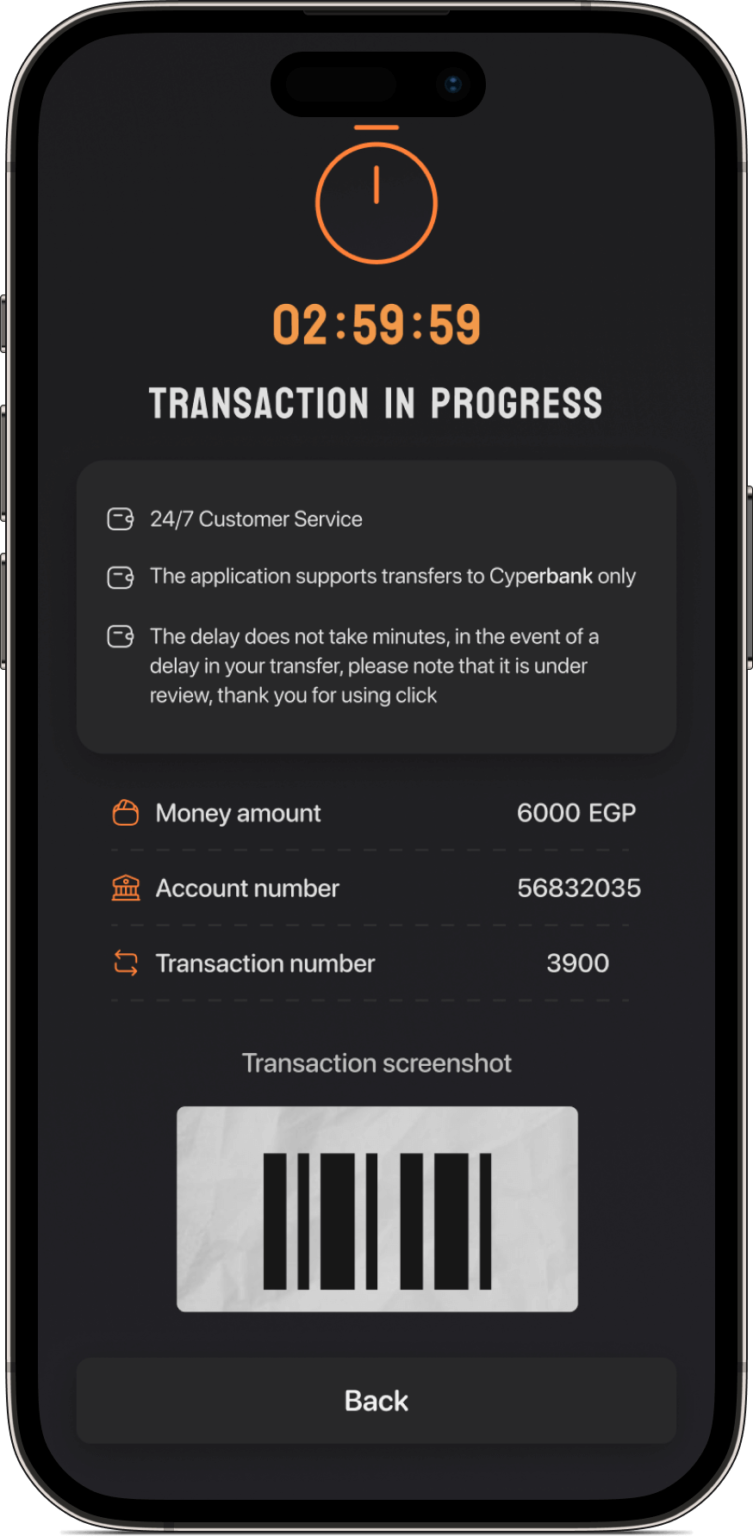 02:59:59
TRANSACTION IN PROGRESS
24/7 Customer Service
The application supports transfers to Cyperbank only
The delay does not take minutes, in the event of a
delay in your transfer, please note that it is under
review, thank you for using click
Money amount 6000 EGP
Account number 56832035
Transaction number 3900
Transaction screenshot
Back